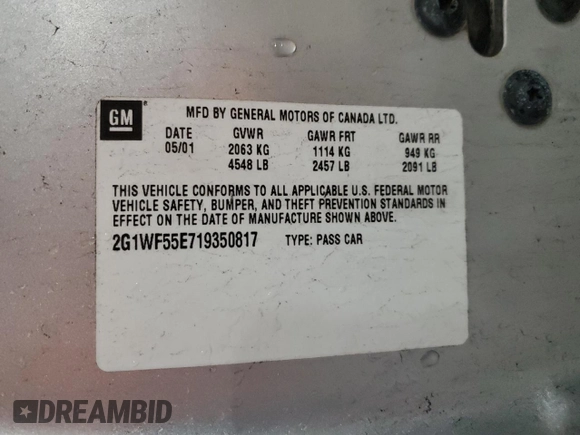 GM
MFD BY GENERAL MOTORS OF CANADA LTD.
DATE GVWR GAWR FRT GAWR RR
05/01 2063 KG 1114 KG 949 KG
4548 LB 2457 LB 2091 LB
THIS VEHICLE CONFORMS TO ALL APPLICABLE U.S. FEDERAL MOTOR
VEHICLE SAFETY, BUMPER, AND THEFT PREVENTION STANDARDS IN
EFFECT ON THE DATE OF MANUFACTURE SHOWN ABOVE.
2G1WF55E719350817 TYPE: PASS CAR
DREAMBID